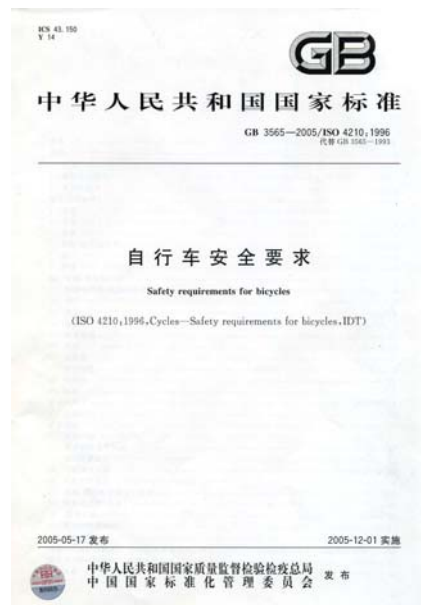 ICS 43.150
Y 14
GB
中华人民共和国国家标准
GB 3565—2005/ISO 4210:1996
代替 GB 3565—1993
自行车安全要求
Safety requirements for bicycles
(ISO 4210:1996,Cycles—Safety requirements for bicycles,IDT)
2005-05-17 发布
2005-12-01 实施
中华人民共和国国家质量监督检验检疫总局
中国国家标准化管理委员会
发布